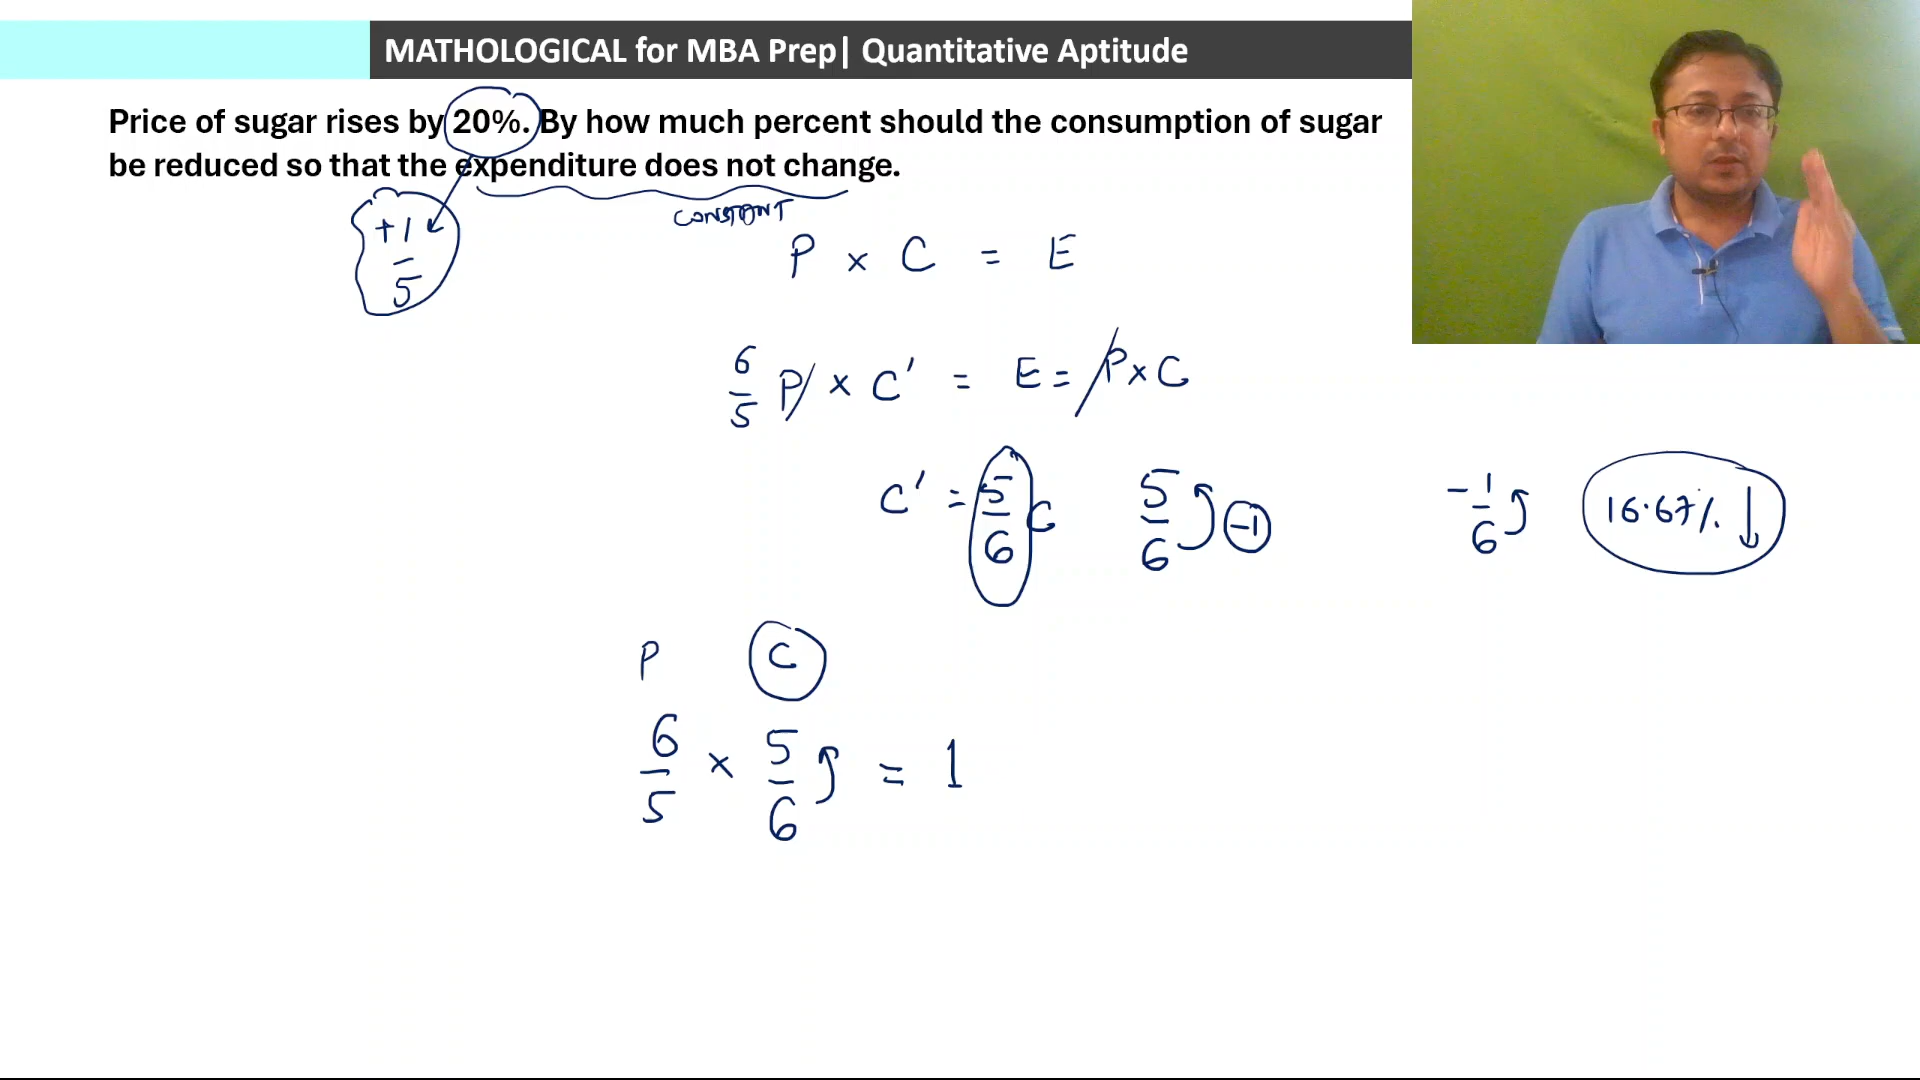 MATHOLOGICAL for MBA Prep| Quantitative Aptitude
Price of sugar rises by 20%. By how much percent should the consumption of sugar
be reduced so that the expenditure does not change.
+1/5
CONSTANT
P × C = E
6/5 P × C' = E = P × C
C' = 5/6 C 5/6 -1 -1/6 16.67% ↓
P C
6/5 × 5/6 = 1